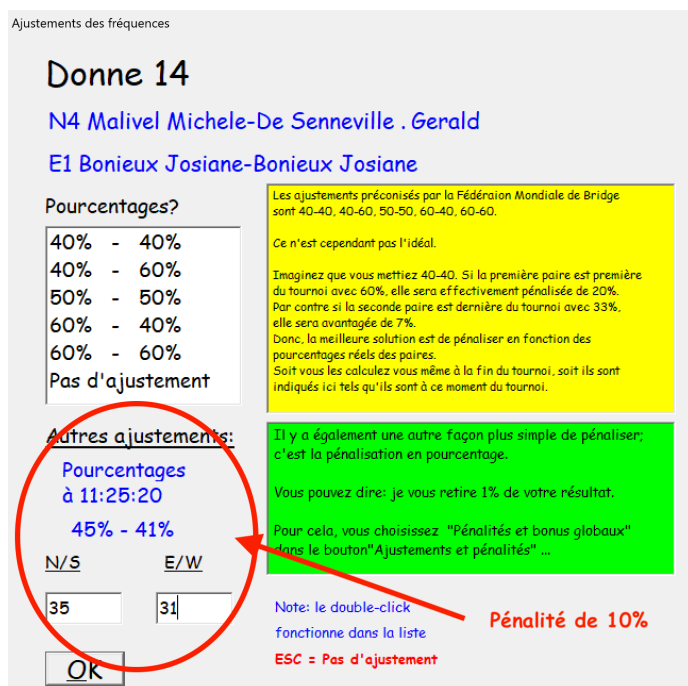 Ajustements des fréquences
Donne 14
N4 Malivel Michele-De Senneville . Gerald
E1 Bonieux Josiane-Bonieux Josiane
Pourcentages?
40% - 40%
40% - 60%
50% - 50%
60% - 40%
60% - 60%
Pas d'ajustement
Les ajustements préconisés par la Fédéraion Mondiale de Bridge
sont 40-40, 40-60, 50-50, 60-40, 60-60.
Ce n'est cependant pas l'idéal.
Imaginez que vous mettiez 40-40. Si la première paire est première
du tournoi avec 60%, elle sera effectivement pénalisée de 20%.
Par contre si la seconde paire est dernière du tournoi avec 33%,
elle sera avantagée de 7%.
Donc, la meilleure solution est de pénaliser en fonction des
pourcentages réels des paires.
Soit vous les calculez vous même à la fin du tournoi, soit ils sont
indiqués ici tels qu'ils sont à ce moment du tournoi.
Autres ajustements:
Pourcentages
à 11:25:20
45% - 41%
N/S E/W
35 31
OK
Il y a également une autre façon plus simple de pénaliser;
c'est la pénalisation en pourcentage.
Vous pouvez dire: je vous retire 1% de votre résultat.
Pour cela, vous choisissez "Pénalités et bonus globaux"
dans le bouton"Ajustements et pénalités" ...
Note: le double-click
fonctionne dans la liste
ESC = Pas d'ajustement
Pénalité de 10%